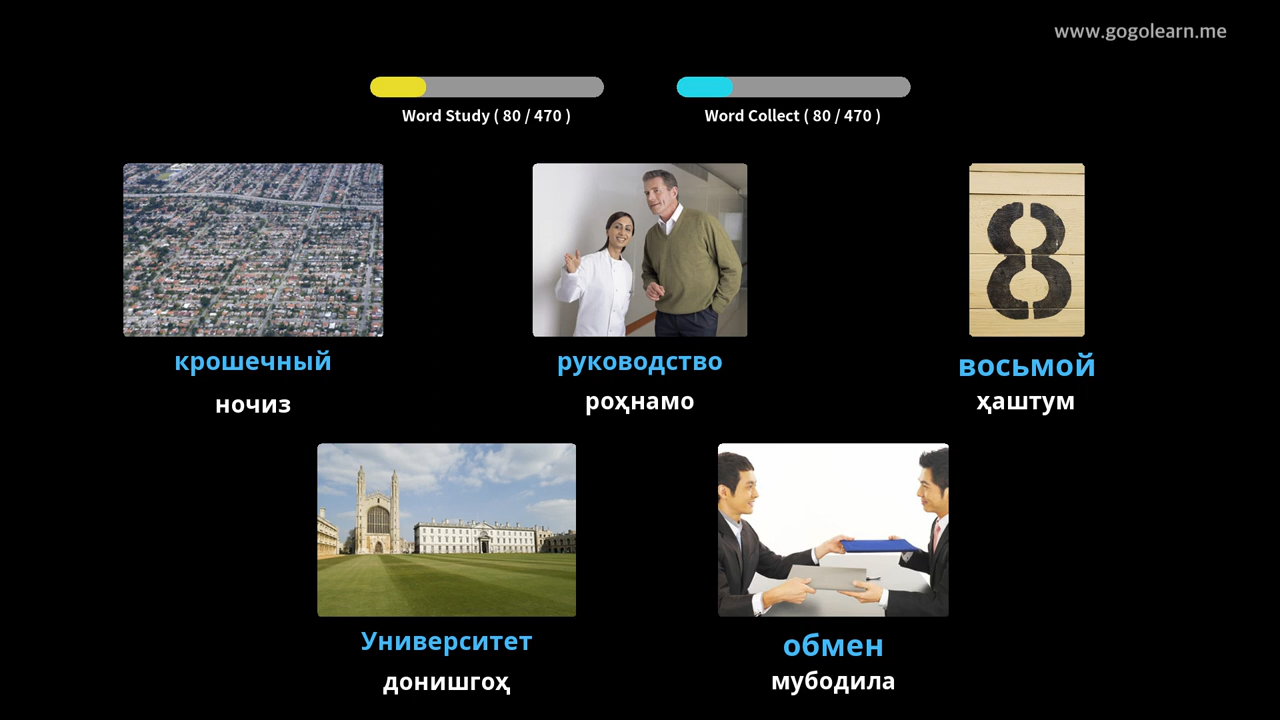 www.gogolearn.me
Word Study ( 80 / 470 )
Word Collect ( 80 / 470 )
крошечный
ночиз
руководство
роҳнамо
8
восьмой
ҳаштум
Университет
донишгоҳ
обмен
мубодила